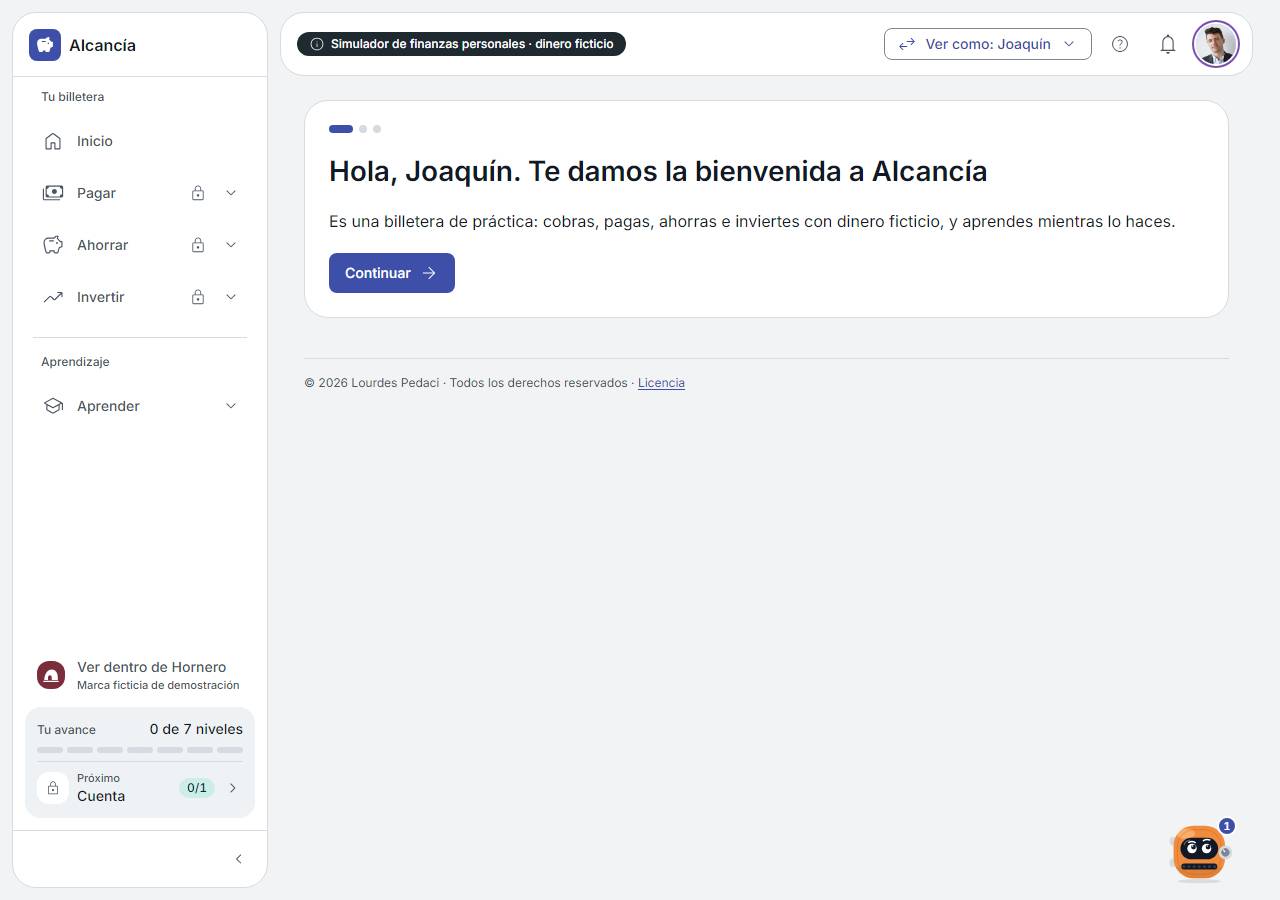 Alcancía
Simulador de finanzas personales · dinero ficticio
Ver como: Joaquín
Tu billetera
Inicio
Pagar
Ahorrar
Invertir
Aprendizaje
Aprender
Hola, Joaquín. Te damos la bienvenida a Alcancía
Es una billetera de práctica: cobras, pagas, ahorras e inviertes con dinero ficticio, y aprendes mientras lo haces.
Continuar
© 2026 Lourdes Pedaci · Todos los derechos reservados · Licencia
Ver dentro de Hornero
Marca ficticia de demostración
Tu avance 0 de 7 niveles
Próximo
Cuenta
0/1
1